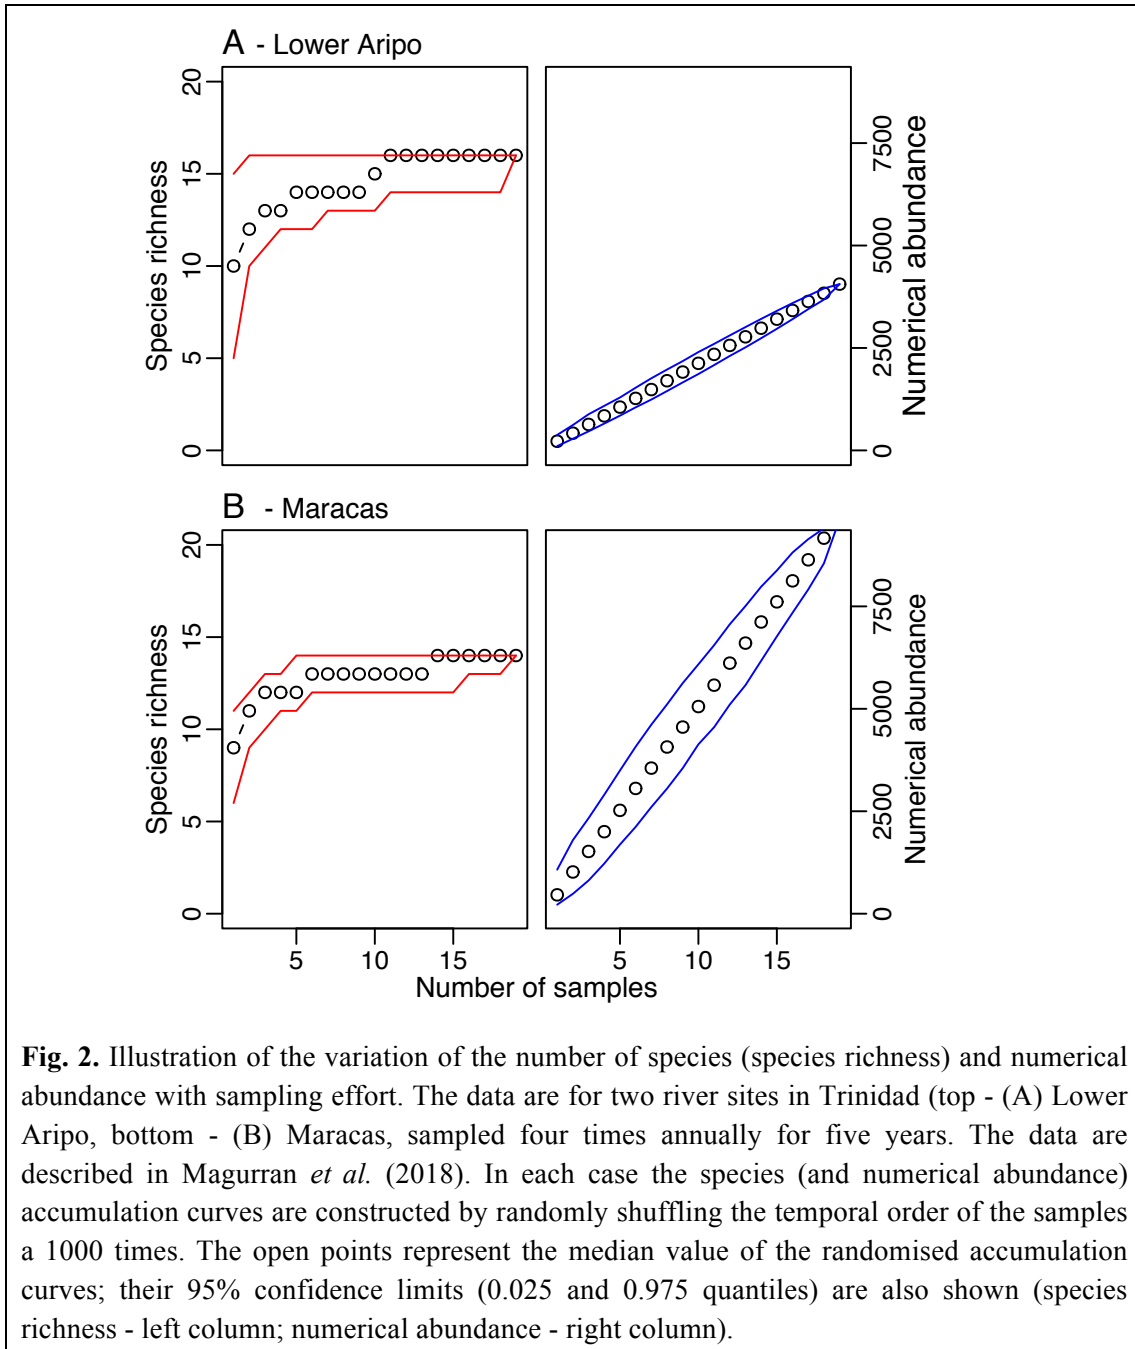 A - Lower Aripo
20
15
10
5
0
Species richness
7500
5000
2500
0
Numerical abundance
B - Maracas
20
15
10
5
0
Species richness
7500
5000
2500
0
Numerical abundance
5 10 15
5 10 15
Number of samples
Fig. 2. Illustration of the variation of the number of species (species richness) and numerical
abundance with sampling effort. The data are for two river sites in Trinidad (top - (A) Lower
Aripo, bottom - (B) Maracas, sampled four times annually for five years. The data are
described in Magurran et al. (2018). In each case the species (and numerical abundance)
accumulation curves are constructed by randomly shuffling the temporal order of the samples
a 1000 times. The open points represent the median value of the randomised accumulation
curves; their 95% confidence limits (0.025 and 0.975 quantiles) are also shown (species
richness - left column; numerical abundance - right column).